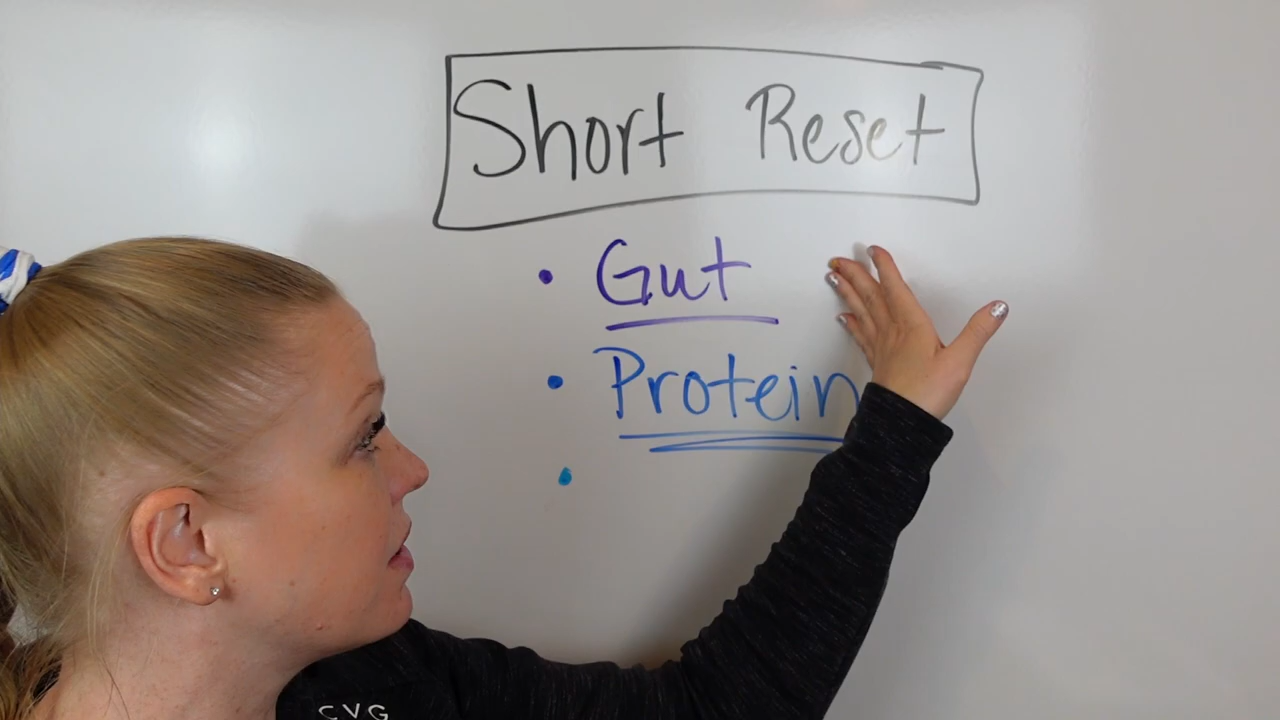 Short Reset
• Gut
• Protein
•
CVG